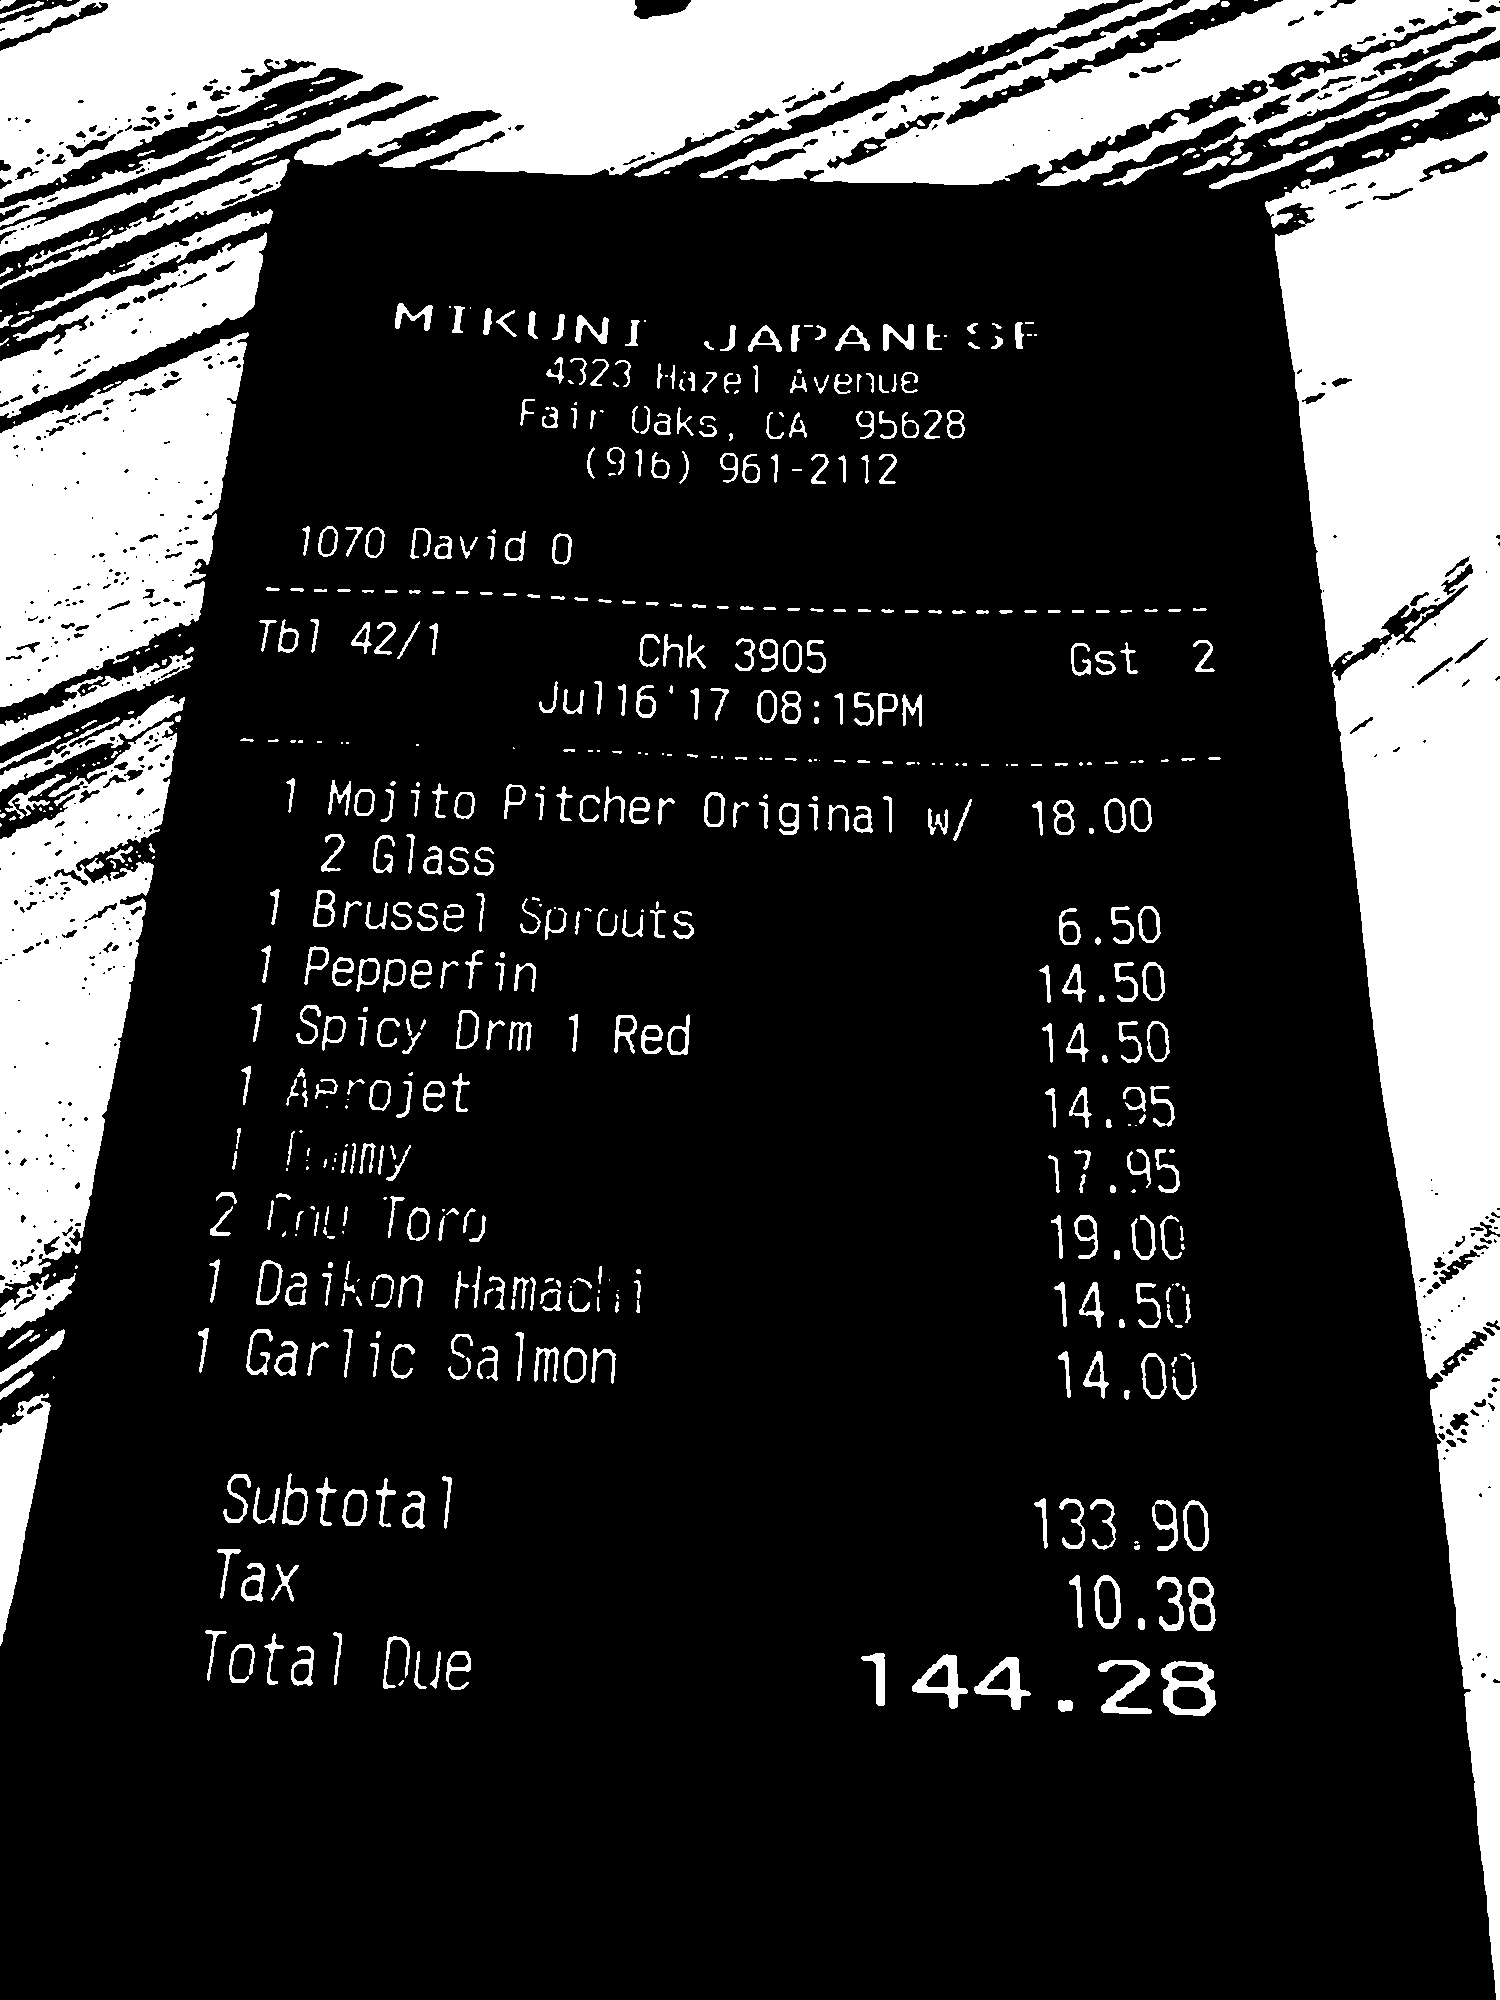 MIKUNI JAPANESE
4323 Hazel Avenue
Fair Oaks, CA 95628
(916) 961-2112
1070 David O
Tbl 42/1 Chk 3905 Gst 2
Jul16'17 08:15PM
1 Mojito Pitcher Original w/ 18.00
2 Glass
1 Brussel Sprouts 6.50
1 Pepperfin 14.50
1 Spicy Drm 1 Red 14.50
1 Aerojet 14.95
1 17.95
2 Toro 19.00
1 Daikon Hamachi 14.50
1 Garlic Salmon 14.00
Subtotal 133.90
Tax 10.38
Total Due 144.28